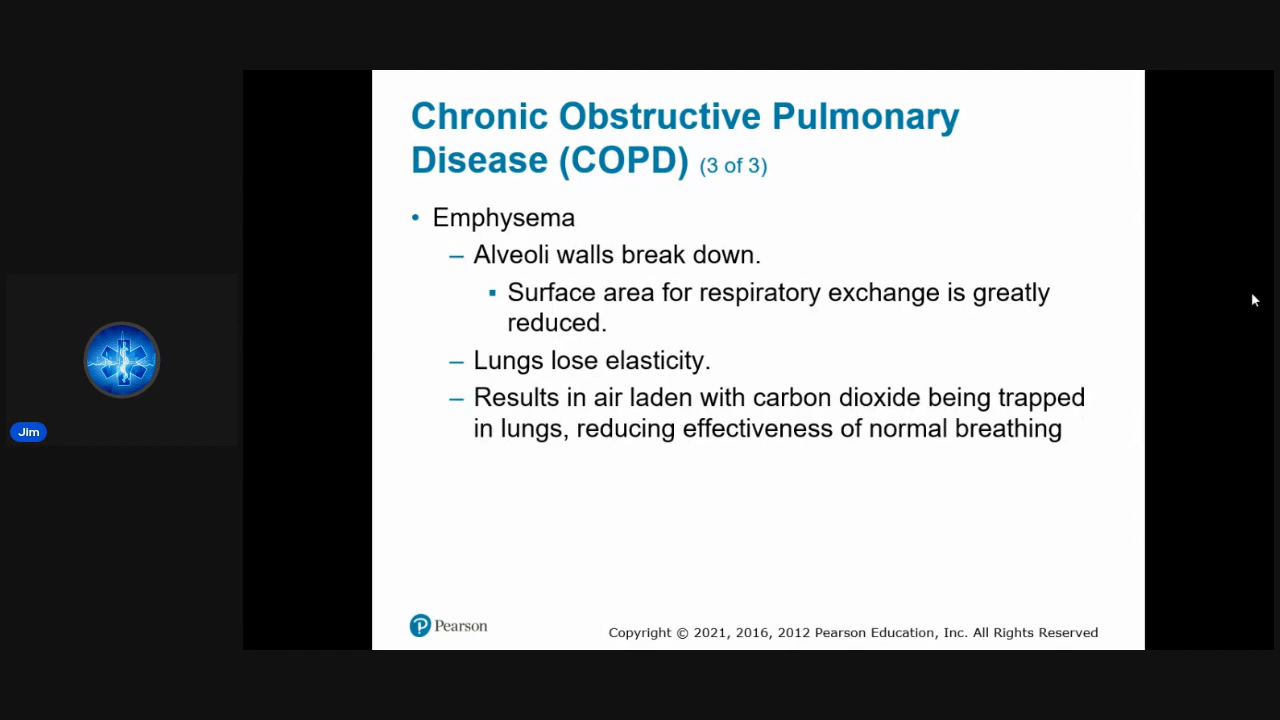 Chronic Obstructive Pulmonary
Disease (COPD) (3 of 3)
• Emphysema
– Alveoli walls break down.
▪ Surface area for respiratory exchange is greatly
reduced.
– Lungs lose elasticity.
– Results in air laden with carbon dioxide being trapped
in lungs, reducing effectiveness of normal breathing
Jim
Pearson
Copyright © 2021, 2016, 2012 Pearson Education, Inc. All Rights Reserved